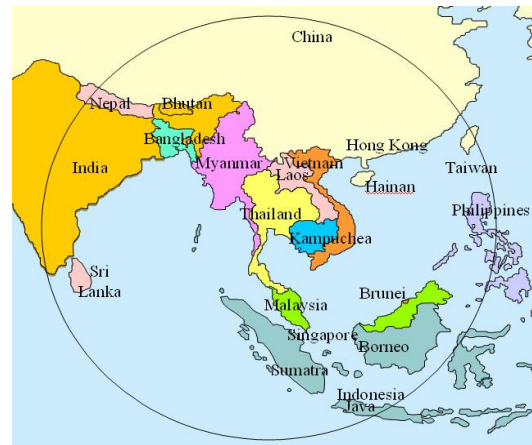 China
Nepal
Bhutan
Bangladesh
India
Myanmar
Vietnam
Laos
Hong Kong
Taiwan
Hainan
Thailand
Philippines
Kampuchea
Sri
Lanka
Malaysia
Brunei
Singapore
Borneo
Sumatra
Indonesia
Java